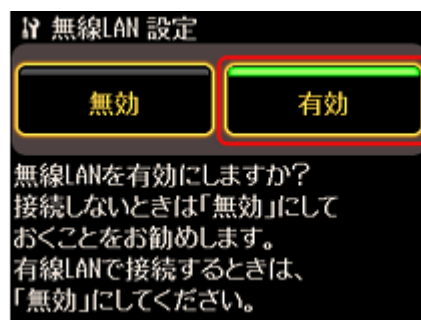 無線LAN 設定
無効
有効
無線LANを有効にしますか?
接続しないときは「無効」にして
おくことをお勧めします。
有線LANで接続するときは、
「無効」にしてください。